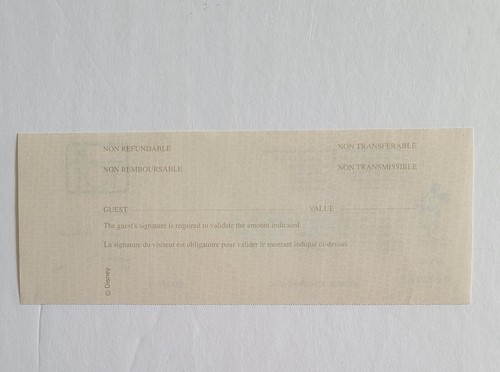 NON REFUNDABLE NON TRANSFERABLE
NON REMBOURSABLE NON TRANSMISSIBLE
GUEST VALUE
The guest's signature is required to validate the amount indicated
La signature du visiteur est obligatoire pour valider le montant indiqué ci-dessus
© Disney